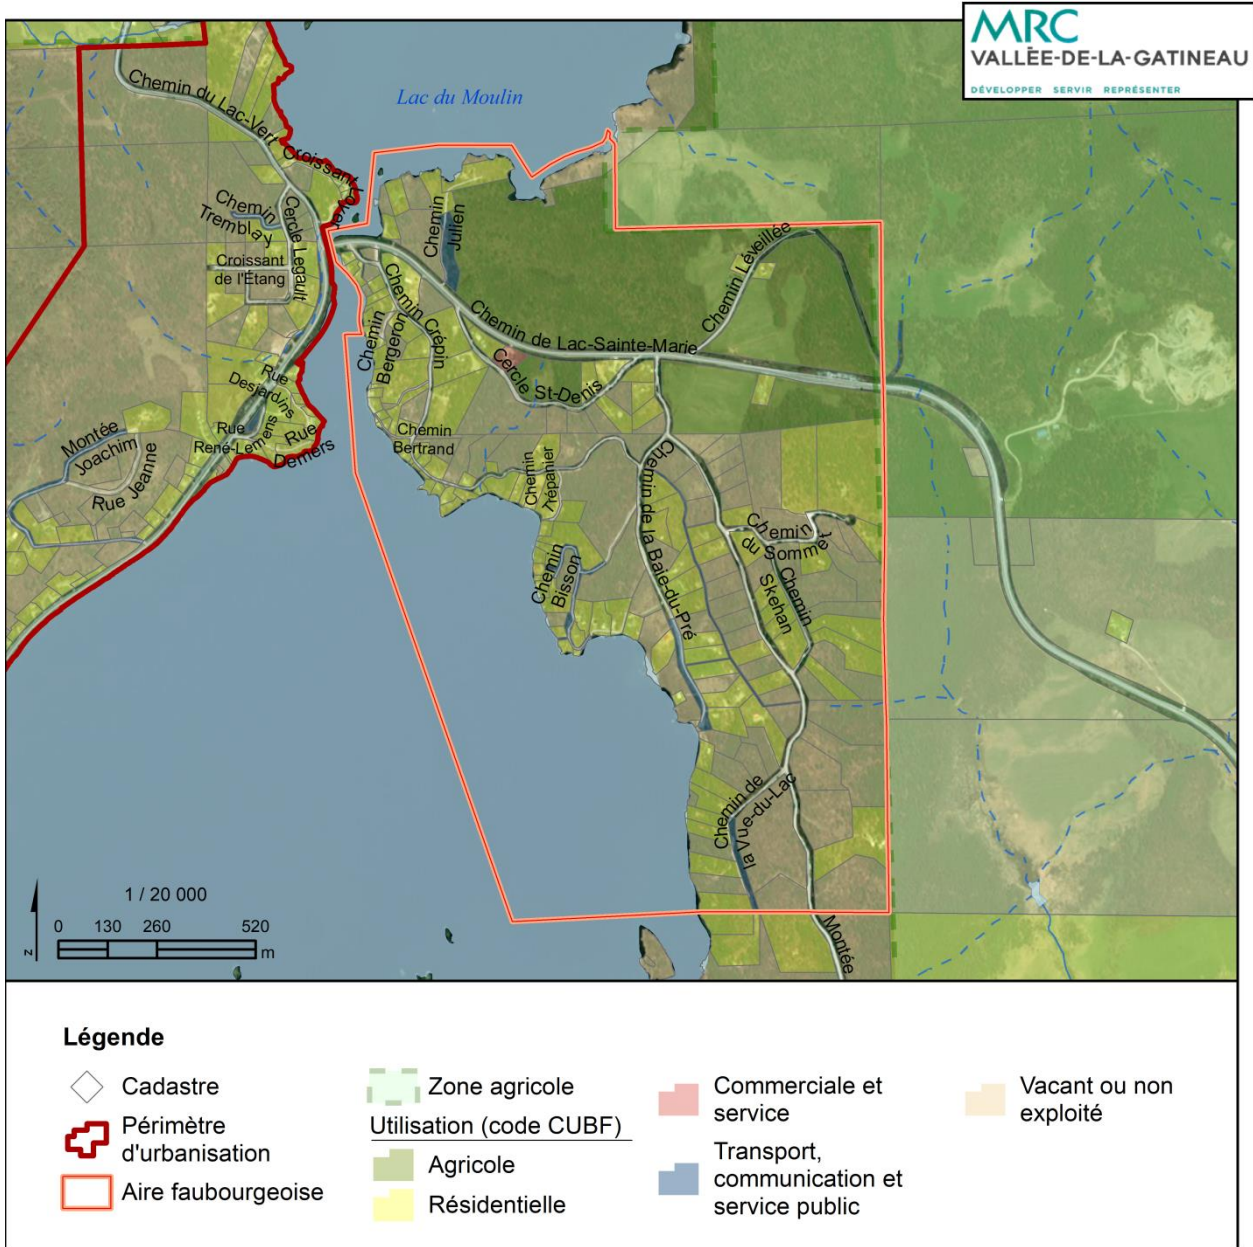 MRC
VALLÉE-DE-LA-GATINEAU
DÉVELOPPER SERVIR REPRÉSENTER
Lac du Moulin
Chemin du Lac-Vert
Croissant
Chemin
Tremblay
Cercle Legault
Croissant
de l'Étang
Chemin
Julien
Chemin Léveillée
Chemin Crépin
Chemin
Bergeron
Chemin de Lac-Sainte-Marie
Cercle St-Denis
Rue
Desjardins
Rue
René-Lemens
Rue
Demers
Montée
Joachim
Rue Jeanne
Chemin
Bertrand
Chemin
Trépanier
Chemin de la Baie-du-Pré
Chemin
du Sommet
Chemin
Bisson
Chemin
Skehan
Chemin de
la Vue-du-Lac
Montée
1 / 20 000
0 130 260 520
m
z
Légende
Cadastre
Périmètre
d'urbanisation
Aire faubourgeoise
Zone agricole
Utilisation (code CUBF)
Agricole
Résidentielle
Commerciale et
service
Transport,
communication et
service public
Vacant ou non
exploité